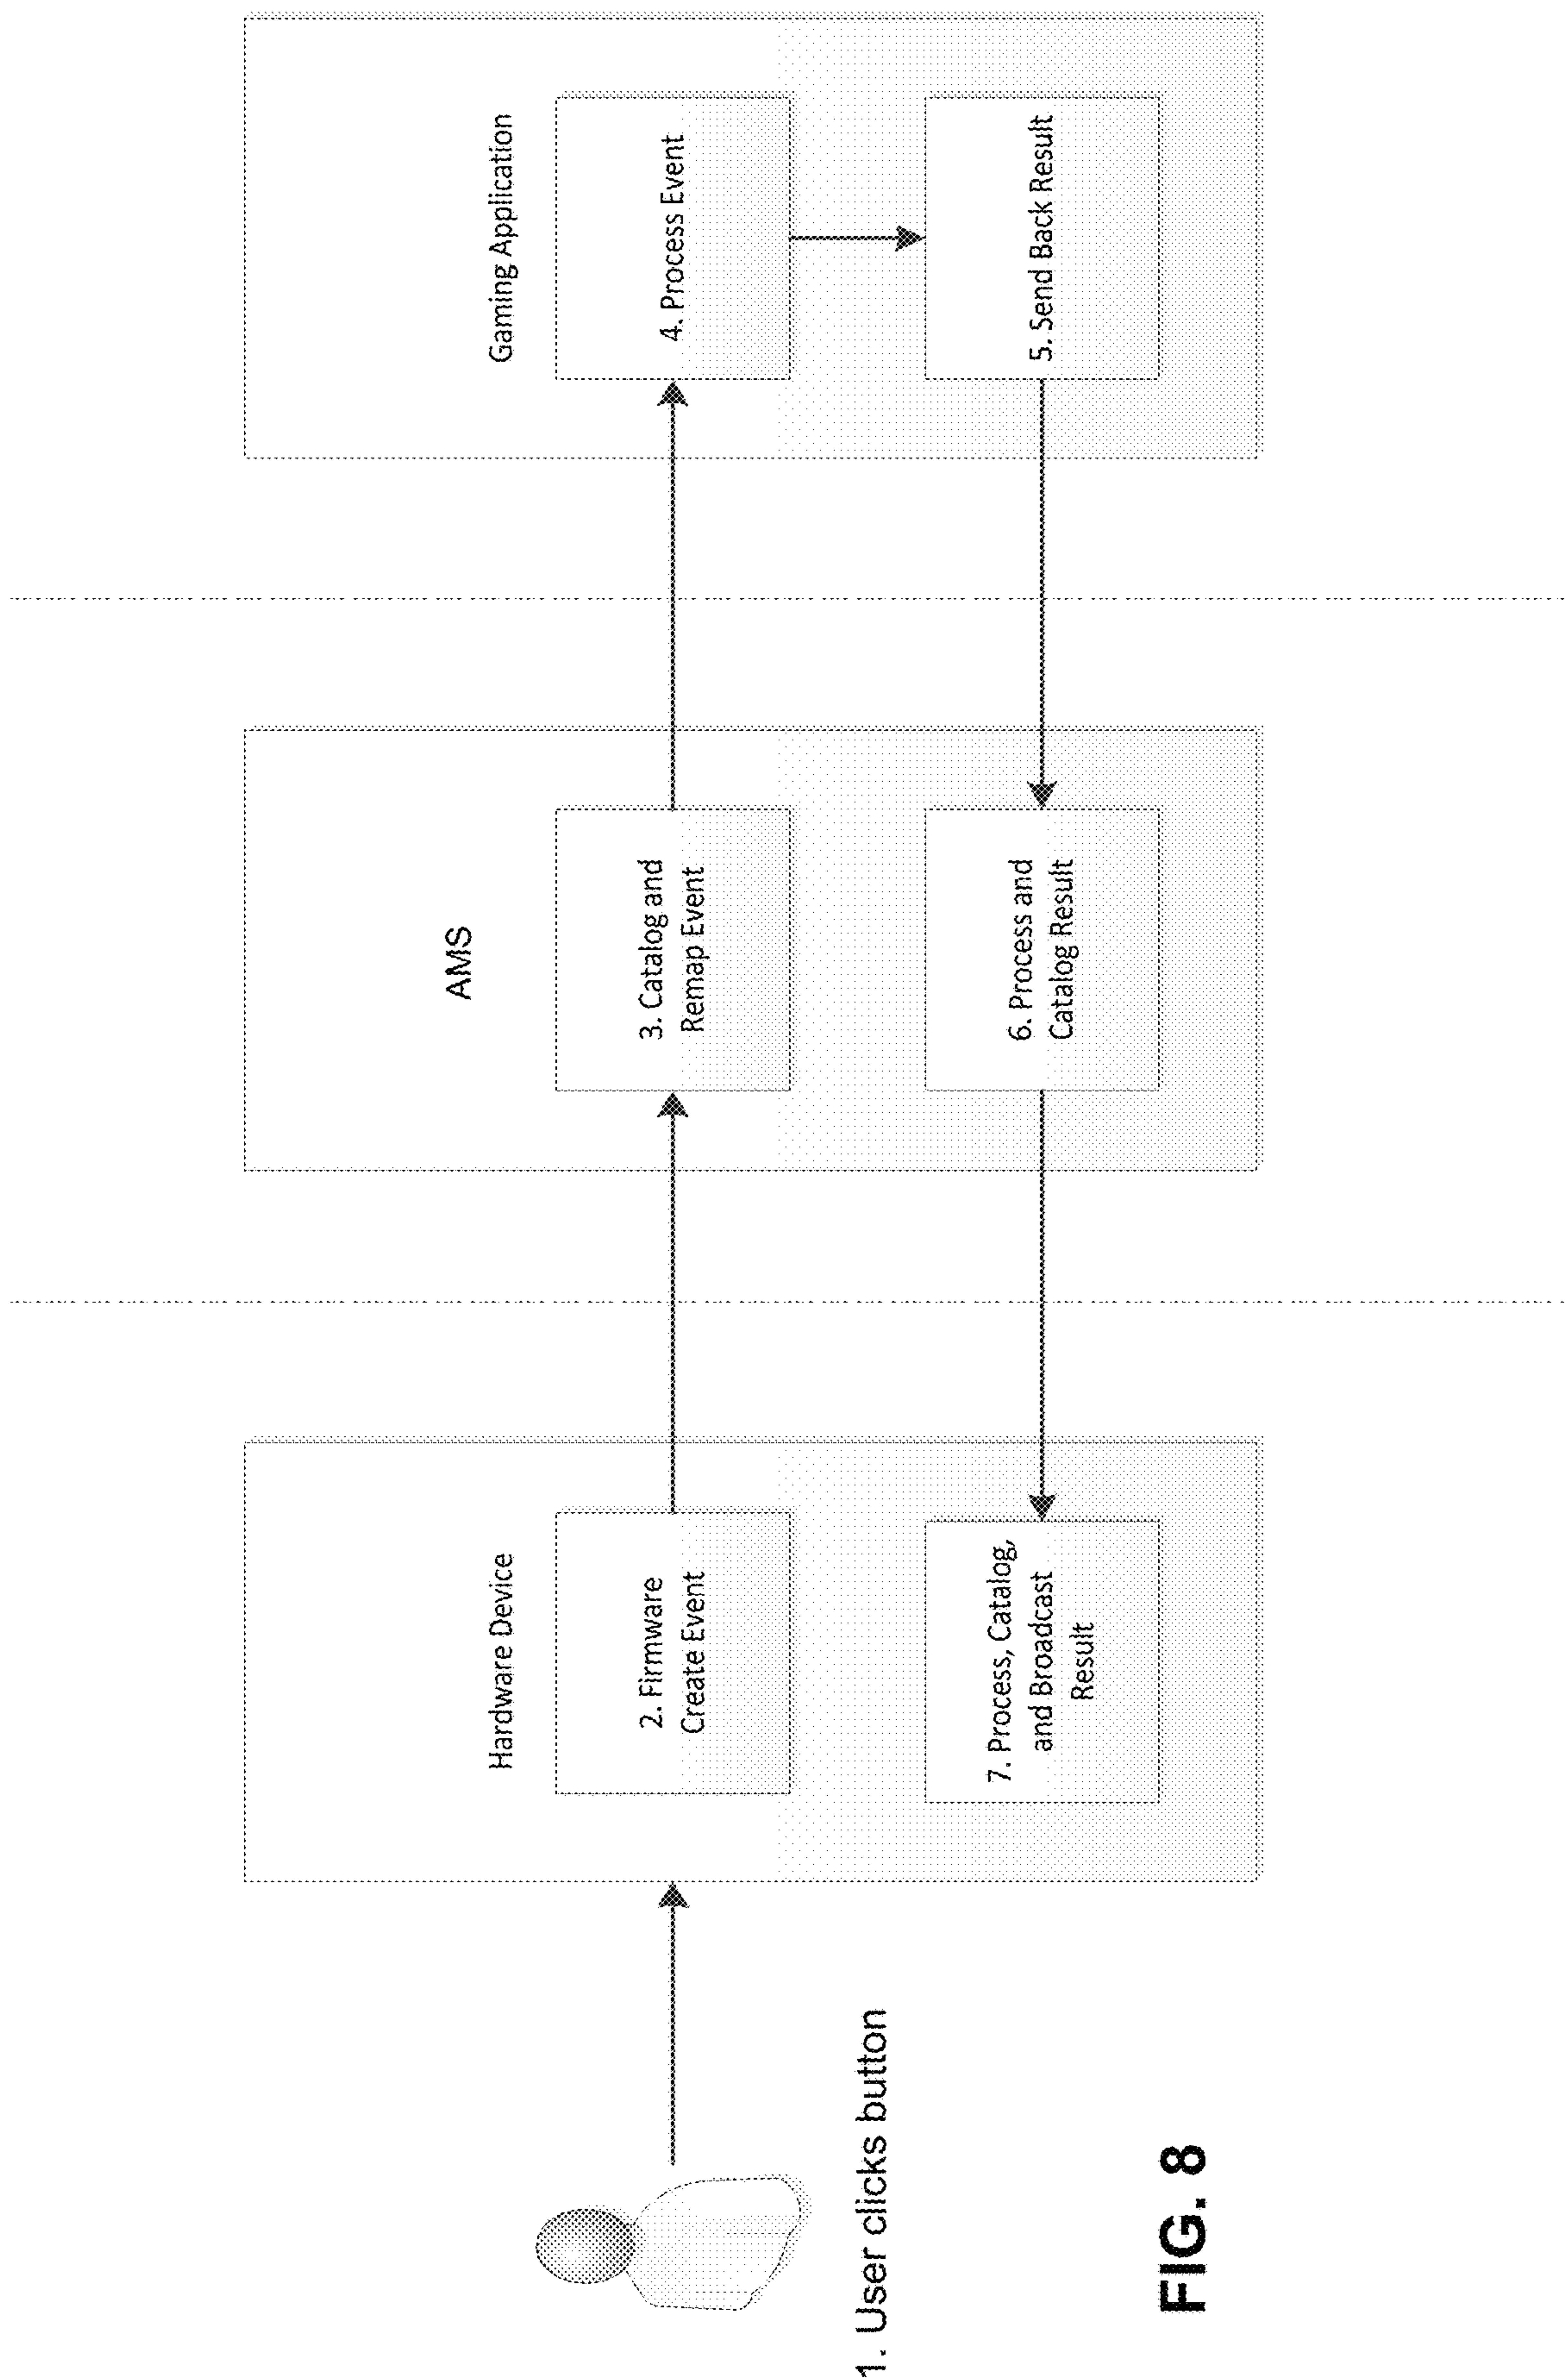 Hardware Device
AMS
Gaming Application
1. User clicks button
2. Firmware
Create Event
3. Catalog and
Remap Event
4. Process Event
5. Send Back Result
6. Process and
Catalog Result
7. Process, Catalog,
and Broadcast
Result
FIG. 8